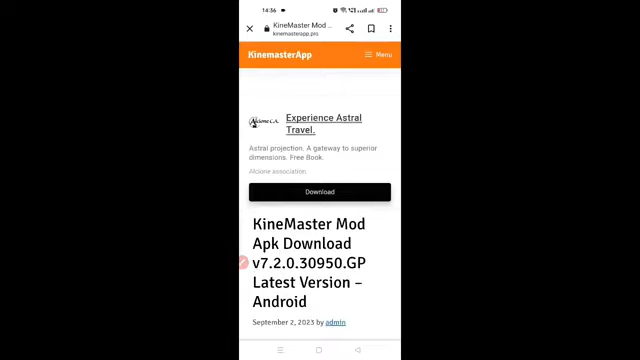 14:56
KineMaster Mod ...
kinemasterapp.pro
KinemasterApp
Menu
Alcione C.A.
Experience Astral
Travel.
Astral projection. A gateway to superior
dimensions. Free Book.
Alcione association.
Download
KineMaster Mod
Apk Download
v7.2.0.30950.GP
Latest Version –
Android
September 2, 2023 by admin